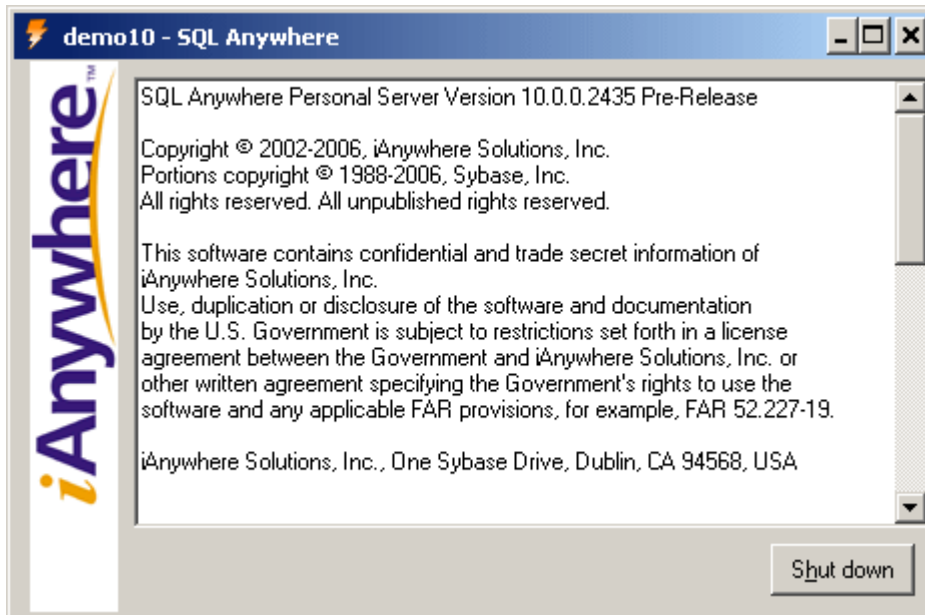 demo10 - SQL Anywhere
iAnywhere™
SQL Anywhere Personal Server Version 10.0.0.2435 Pre-Release
Copyright © 2002-2006, iAnywhere Solutions, Inc.
Portions copyright © 1988-2006, Sybase, Inc.
All rights reserved. All unpublished rights reserved.
This software contains confidential and trade secret information of
iAnywhere Solutions, Inc.
Use, duplication or disclosure of the software and documentation
by the U.S. Government is subject to restrictions set forth in a license
agreement between the Government and iAnywhere Solutions, Inc. or
other written agreement specifying the Government's rights to use the
software and any applicable FAR provisions, for example, FAR 52.227-19.
iAnywhere Solutions, Inc., One Sybase Drive, Dublin, CA 94568, USA
Shut down